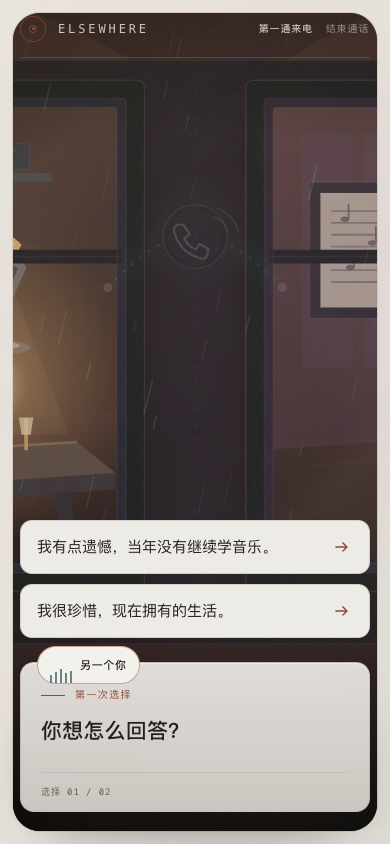 ELSEWHERE
第一通来电 结束通话
我有点遗憾，当年没有继续学音乐。
我很珍惜，现在拥有的生活。
另一个你
第一次选择
你想怎么回答？
选择 01 / 02